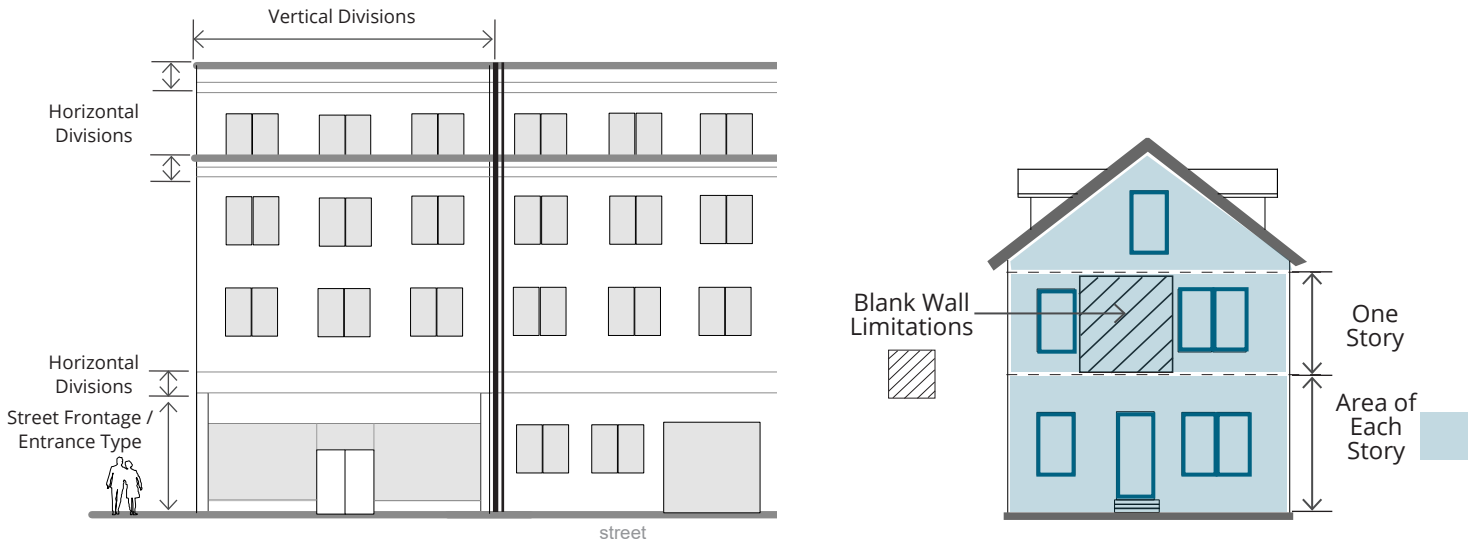 Vertical Divisions
Horizontal
Divisions
Horizontal
Divisions
Street Frontage /
Entrance Type
street
Blank Wall
Limitations
One
Story
Area of
Each
Story